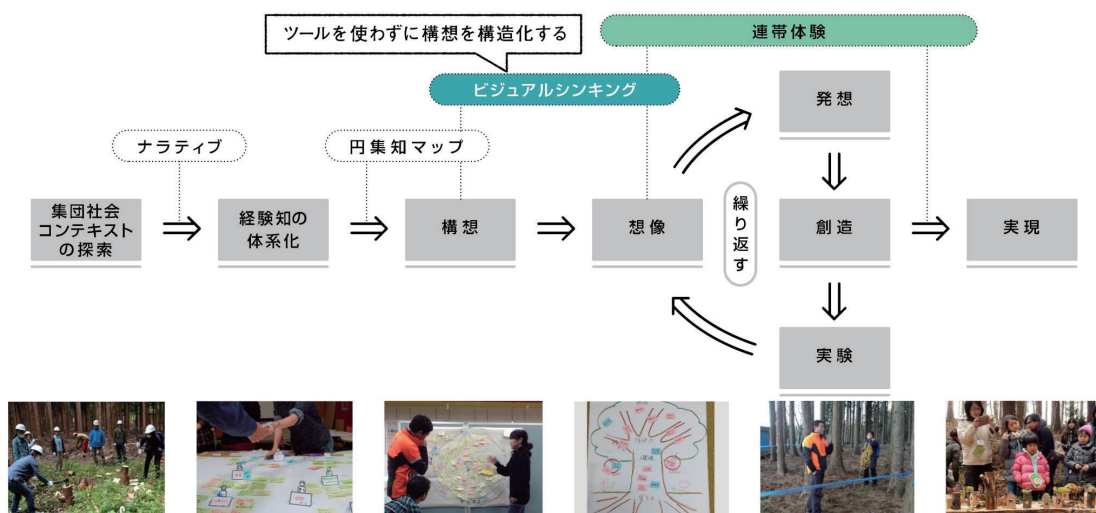 ツールを使わずに構想を構造化する
連帯体験
ビジュアルシンキング
発想
ナラティブ
円集知マップ
集団社会
コンテキスト
の探索
経験知の
体系化
構想
想像
繰り返す
創造
実現
実験